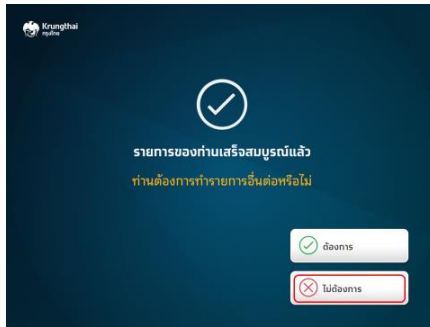 Krungthai
กรุงไทย
รายการของท่านเสร็จสมบูรณ์แล้ว
ท่านต้องการทำรายการอื่นต่อหรือไม่
ต้องการ
ไม่ต้องการ